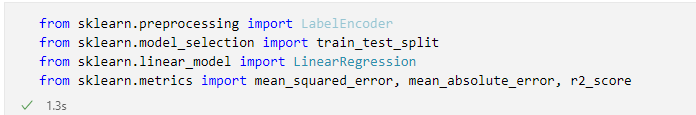 from sklearn.preprocessing import LabelEncoder
from sklearn.model_selection import train_test_split
from sklearn.linear_model import LinearRegression
from sklearn.metrics import mean_squared_error, mean_absolute_error, r2_score
✓ 1.3s